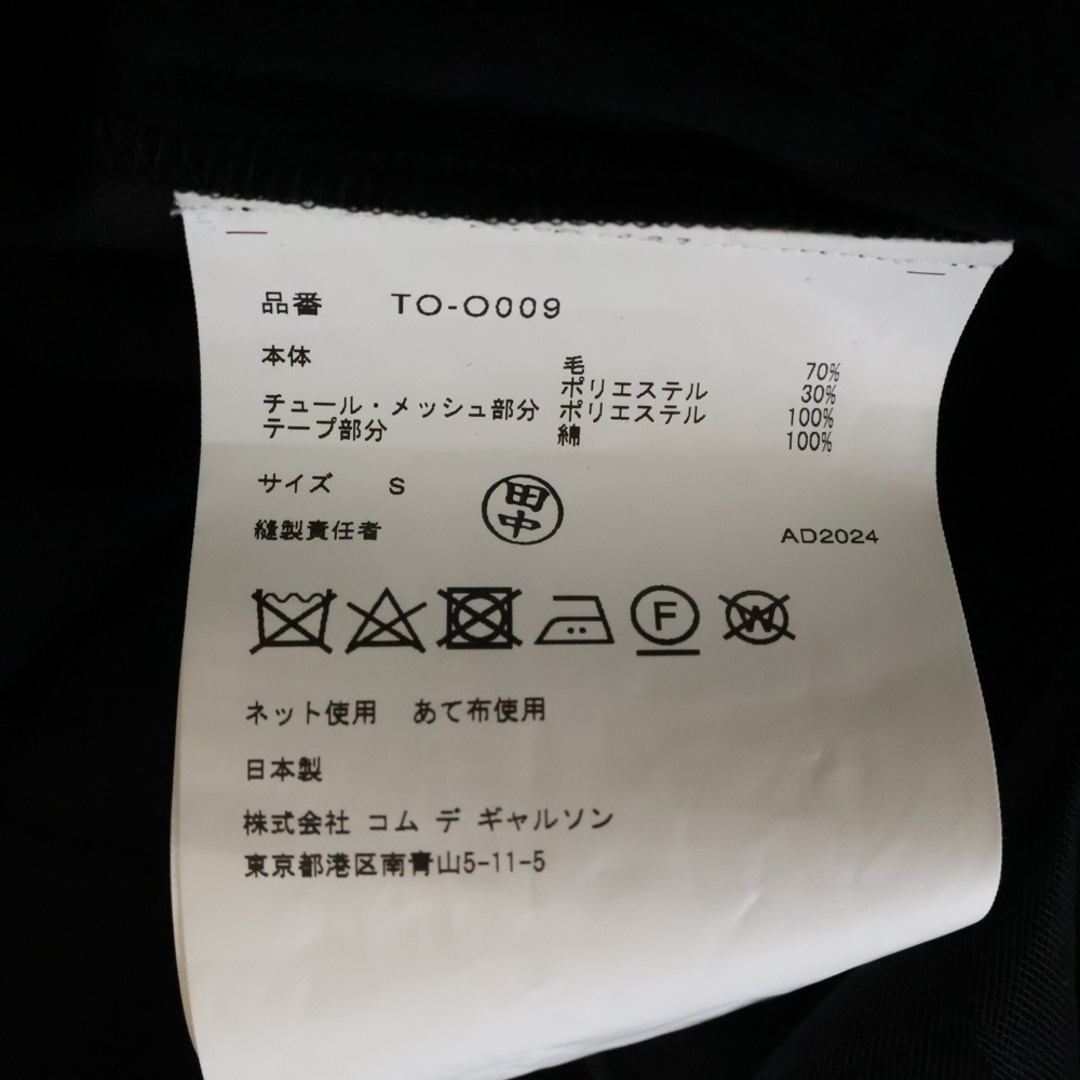 品番 TO-O009
本体 毛 70%
ポリエステル 30%
チュール・メッシュ部分 ポリエステル 100%
テープ部分 綿 100%
サイズ S
田中
縫製責任者 AD2024
F W
ネット使用 あて布使用
日本製
株式会社 コム デ ギャルソン
東京都港区南青山5-11-5